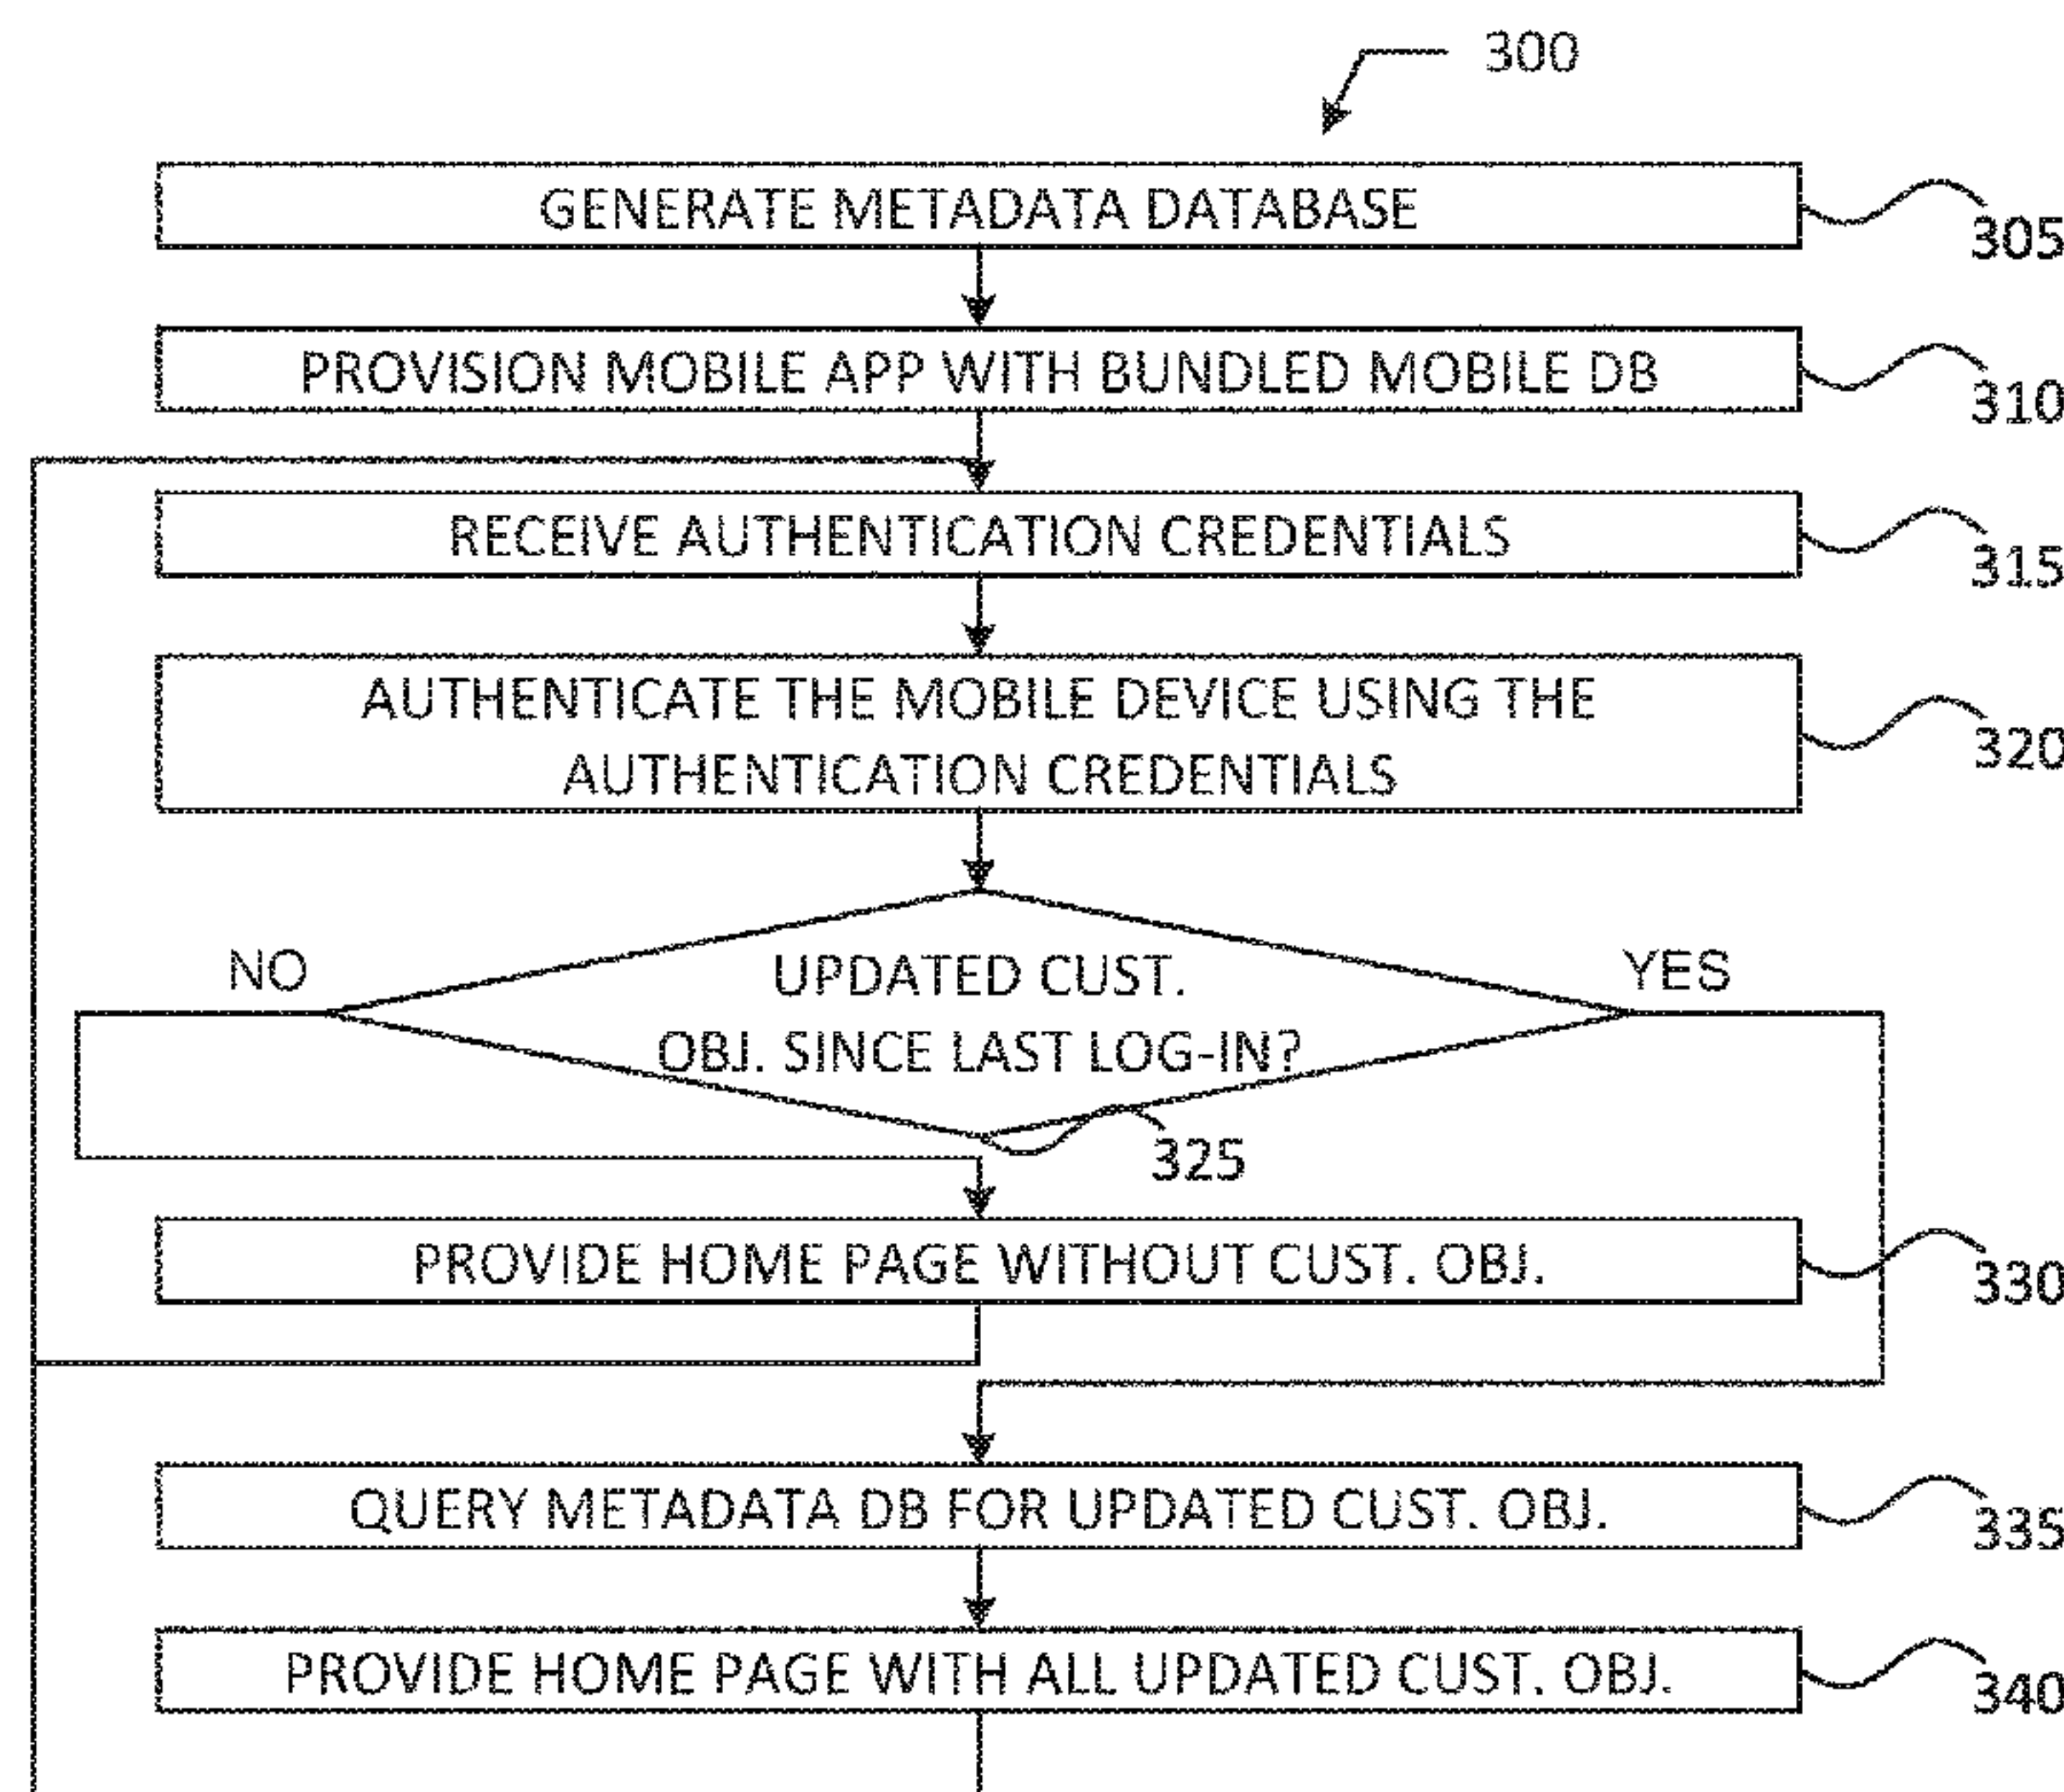 300
GENERATE METADATA DATABASE
305
PROVISION MOBILE APP WITH BUNDLED MOBILE DB
310
RECEIVE AUTHENTICATION CREDENTIALS
315
AUTHENTICATE THE MOBILE DEVICE USING THE
AUTHENTICATION CREDENTIALS
320
NO
UPDATED CUST.
OBJ. SINCE LAST LOG-IN?
YES
325
PROVIDE HOME PAGE WITHOUT CUST. OBJ.
330
QUERY METADATA DB FOR UPDATED CUST. OBJ.
335
PROVIDE HOME PAGE WITH ALL UPDATED CUST. OBJ.
340